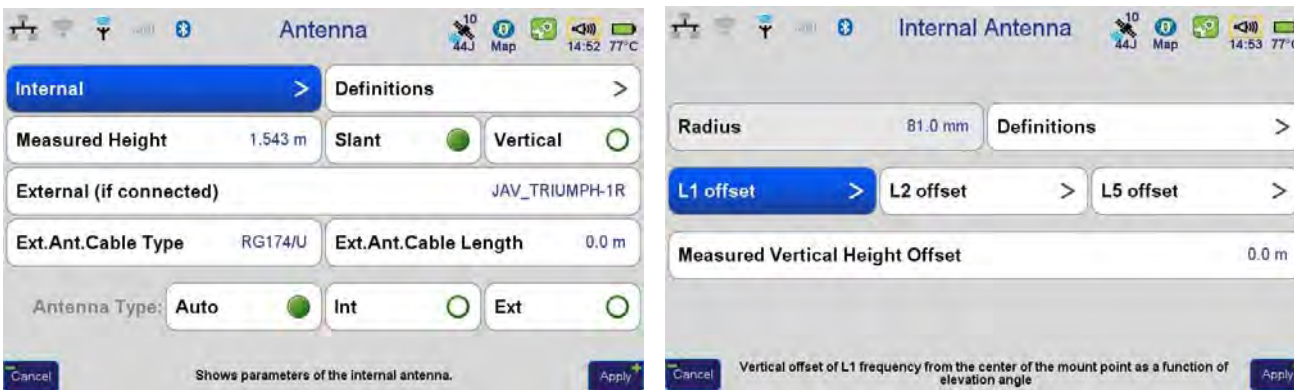 Antenna
10
44J
Map
14:52 77°C
Internal >
Definitions >
Measured Height 1.543 m
Slant
Vertical
External (if connected) JAV_TRIUMPH-1R
Ext.Ant.Cable Type RG174/U
Ext.Ant.Cable Length 0.0 m
Antenna Type: Auto
Int
Ext
Cancel
Shows parameters of the internal antenna.
Apply
Internal Antenna
10
44J
Map
14:53 77°C
Radius 81.0 mm
Definitions >
L1 offset >
L2 offset >
L5 offset >
Measured Vertical Height Offset 0.0 m
Cancel
Vertical offset of L1 frequency from the center of the mount point as a function of
elevation angle
Apply